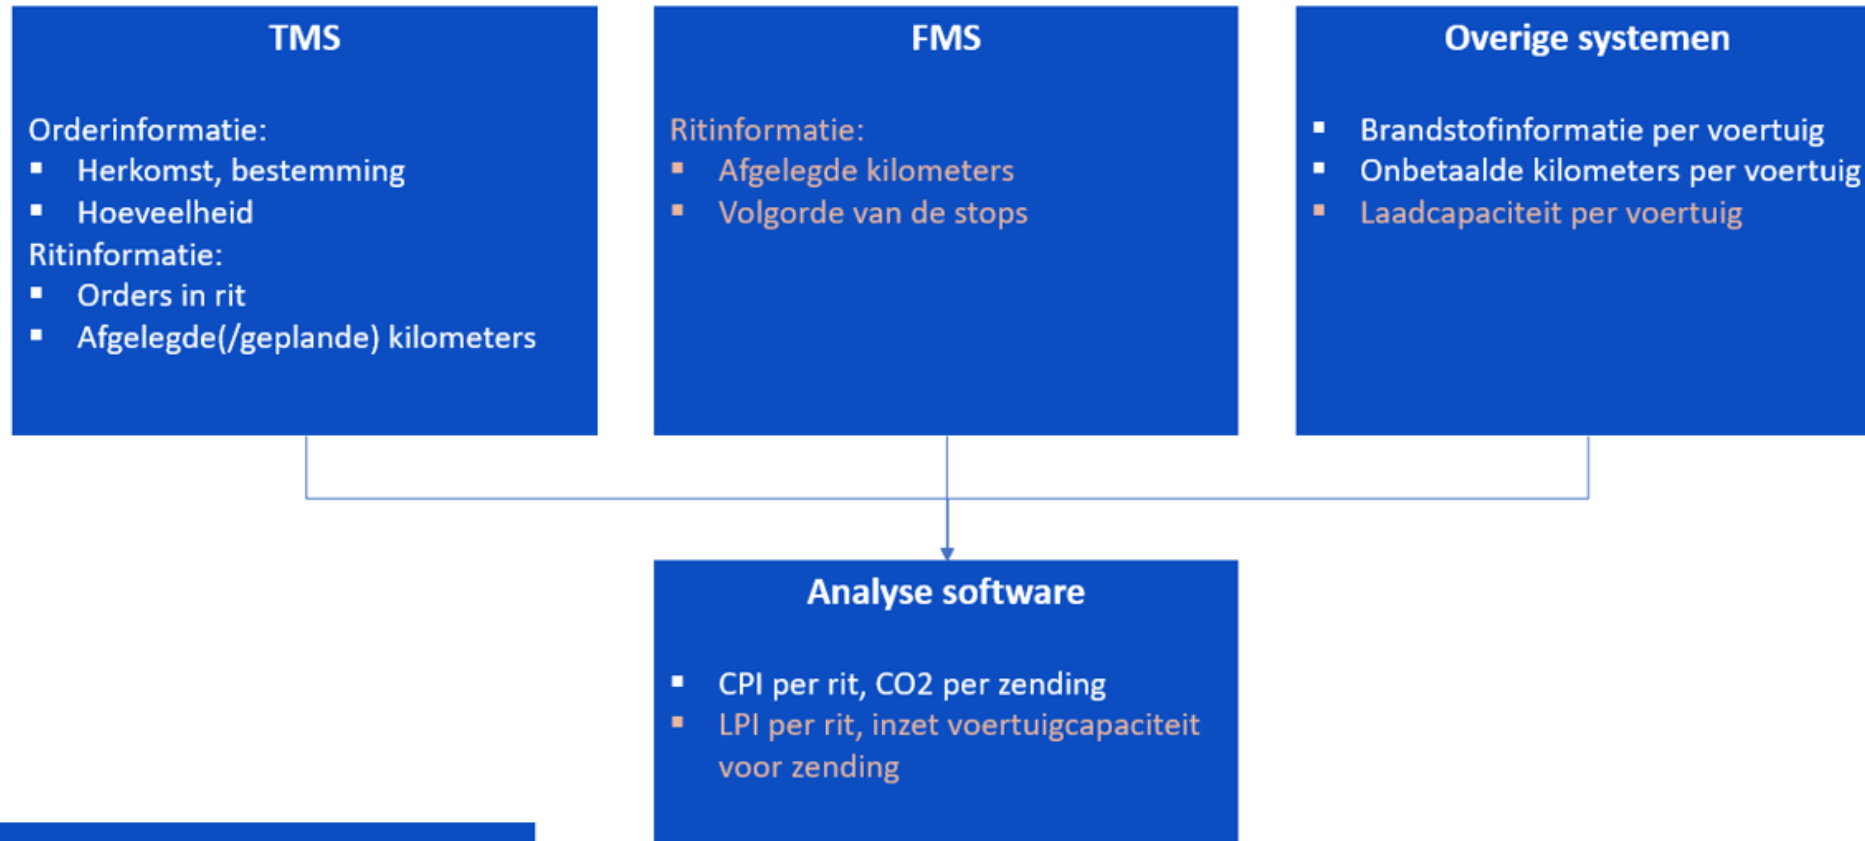 TMS
Orderinformatie:
▪ Herkomst, bestemming
▪ Hoeveelheid
Ritinformatie:
▪ Orders in rit
▪ Afgelegde(/geplande) kilometers
FMS
Ritinformatie:
▪ Afgelegde kilometers
▪ Volgorde van de stops
Overige systemen
▪ Brandstofinformatie per voertuig
▪ Onbetaalde kilometers per voertuig
▪ Laadcapaciteit per voertuig
Analyse software
▪ CPI per rit, CO2 per zending
▪ LPI per rit, inzet voertuigcapaciteit
voor zending